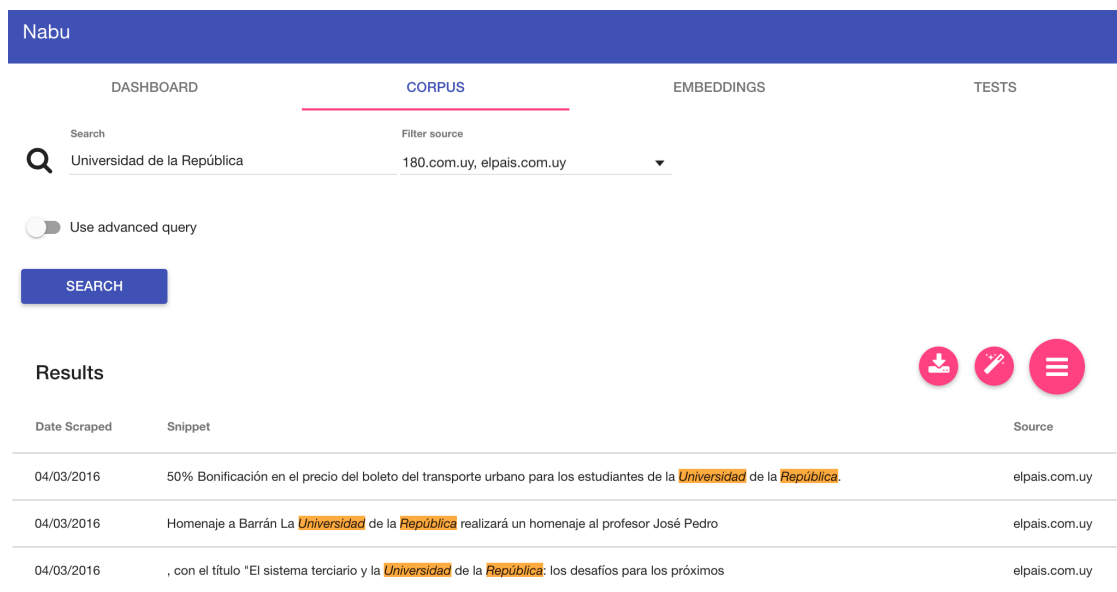 Nabu
DASHBOARD CORPUS EMBEDDINGS TESTS
Search Filter source
Universidad de la República 180.com.uy, elpais.com.uy
Use advanced query
SEARCH
Results
Date Scraped Snippet Source
04/03/2016 50% Bonificación en el precio del boleto del transporte urbano para los estudiantes de la Universidad de la República. elpais.com.uy
04/03/2016 Homenaje a Barrán La Universidad de la República realizará un homenaje al profesor José Pedro elpais.com.uy
04/03/2016 , con el título "El sistema terciario y la Universidad de la República: los desafíos para los próximos elpais.com.uy